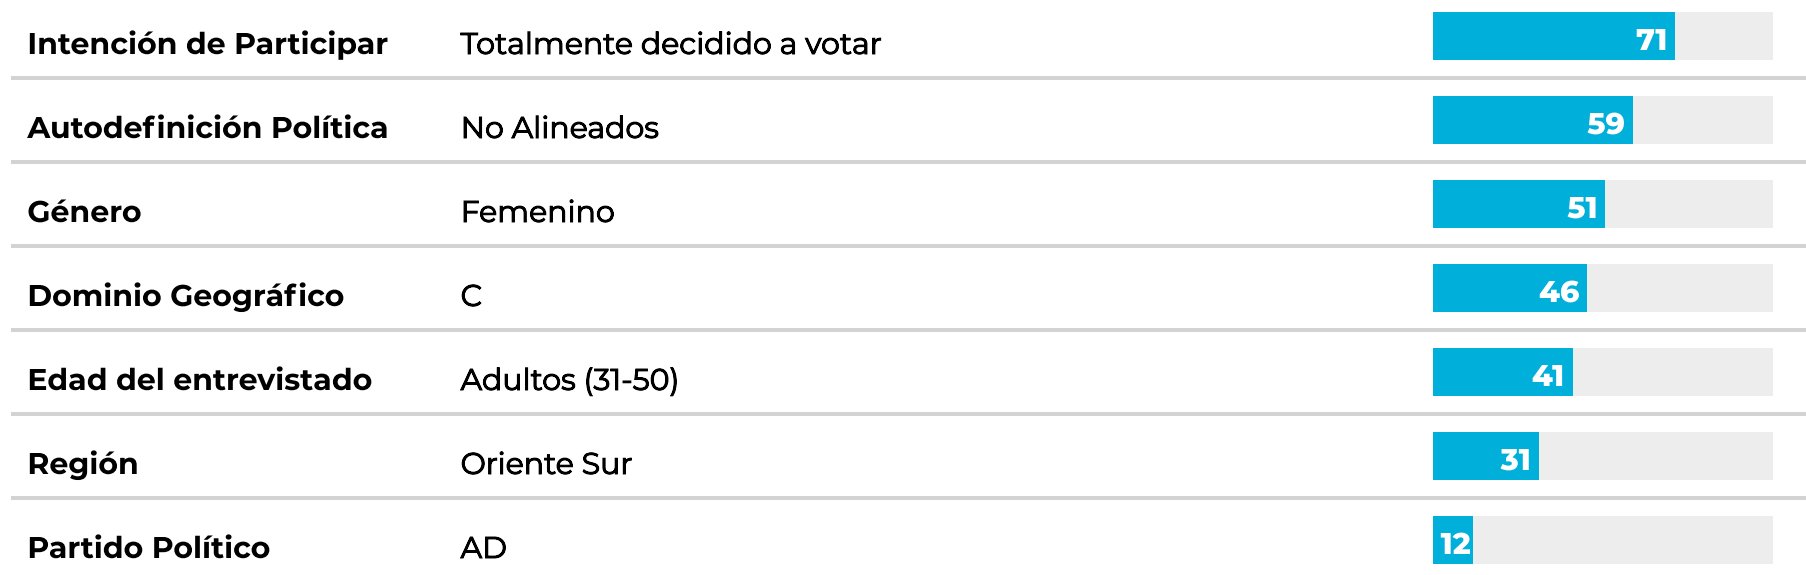 Intención de Participar Totalmente decidido a votar 71
Autodefinición Política No Alineados 59
Género Femenino 51
Dominio Geográfico C 46
Edad del entrevistado Adultos (31-50) 41
Región Oriente Sur 31
Partido Político AD 12